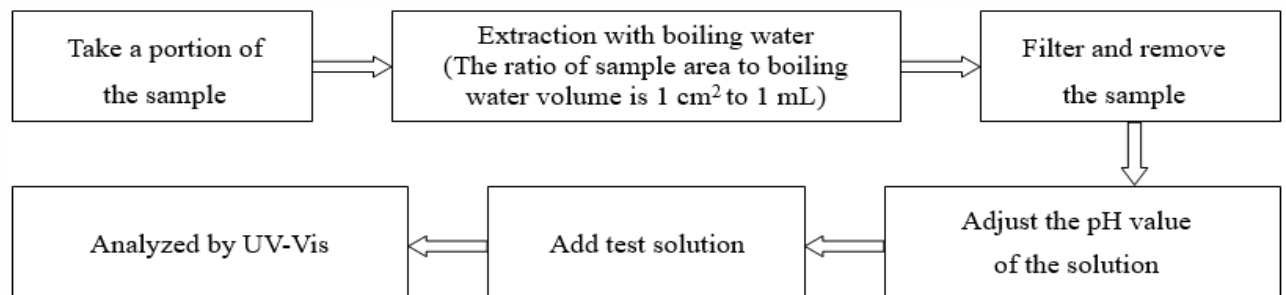 Take a portion of
the sample
Extraction with boiling water
(The ratio of sample area to boiling
water volume is 1 cm² to 1 mL)
Filter and remove
the sample
Adjust the pH value
of the solution
Add test solution
Analyzed by UV-Vis